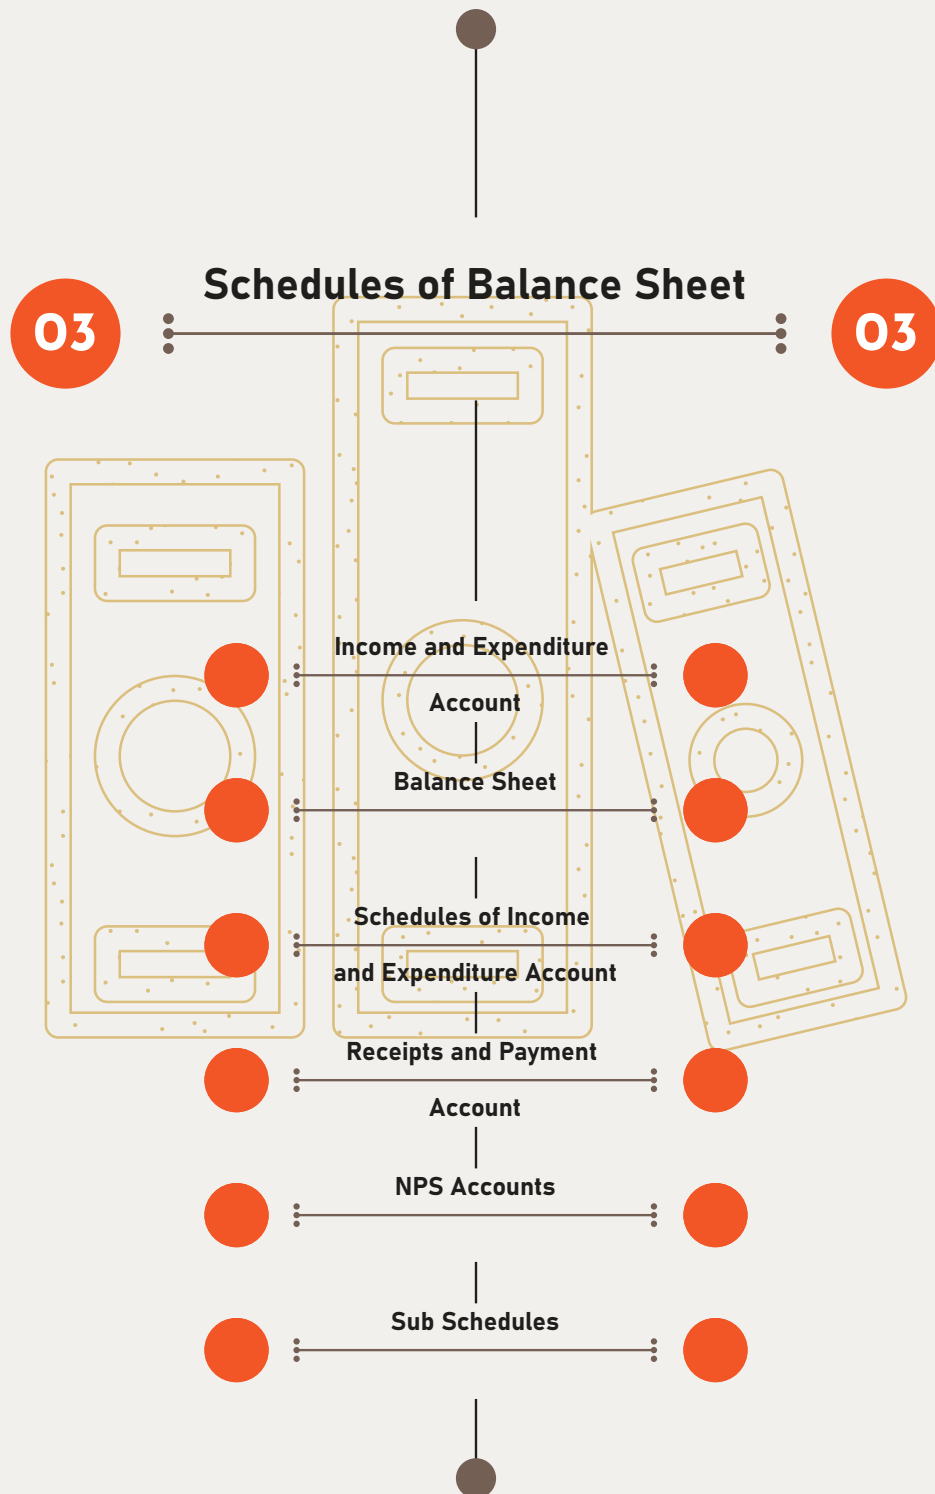 Schedules of Balance Sheet
03 03
Income and Expenditure
Account
Balance Sheet
Schedules of Income
and Expenditure Account
Receipts and Payment
Account
NPS Accounts
Sub Schedules